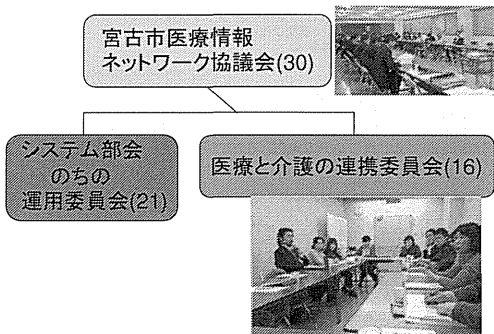 宮古市医療情報
ネットワーク協議会(30)
システム部会
のちの
運用委員会(21)
医療と介護の連携委員会(16)